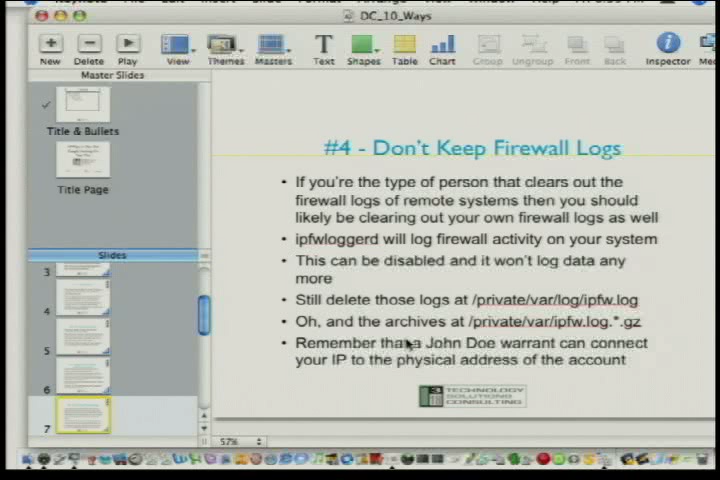 DC_10_Ways
New Delete Play View Themes Masters Text Shapes Table Chart Group Ungroup Front Back Inspector
Master Slides
Title & Bullets
Title Page
Slides
3
4
5
6
7
#4 - Don't Keep Firewall Logs
• If you're the type of person that clears out the
firewall logs of remote systems then you should
likely be clearing out your own firewall logs as well
• ipfwloggerd will log firewall activity on your system
• This can be disabled and it won't log data any
more
• Still delete those logs at /private/var/log/ipfw.log
• Oh, and the archives at /private/var/ipfw.log.*.gz
• Remember that a John Doe warrant can connect
your IP to the physical address of the account
TECHNOLOGY
SOLUTIONS
CONSULTING
57%